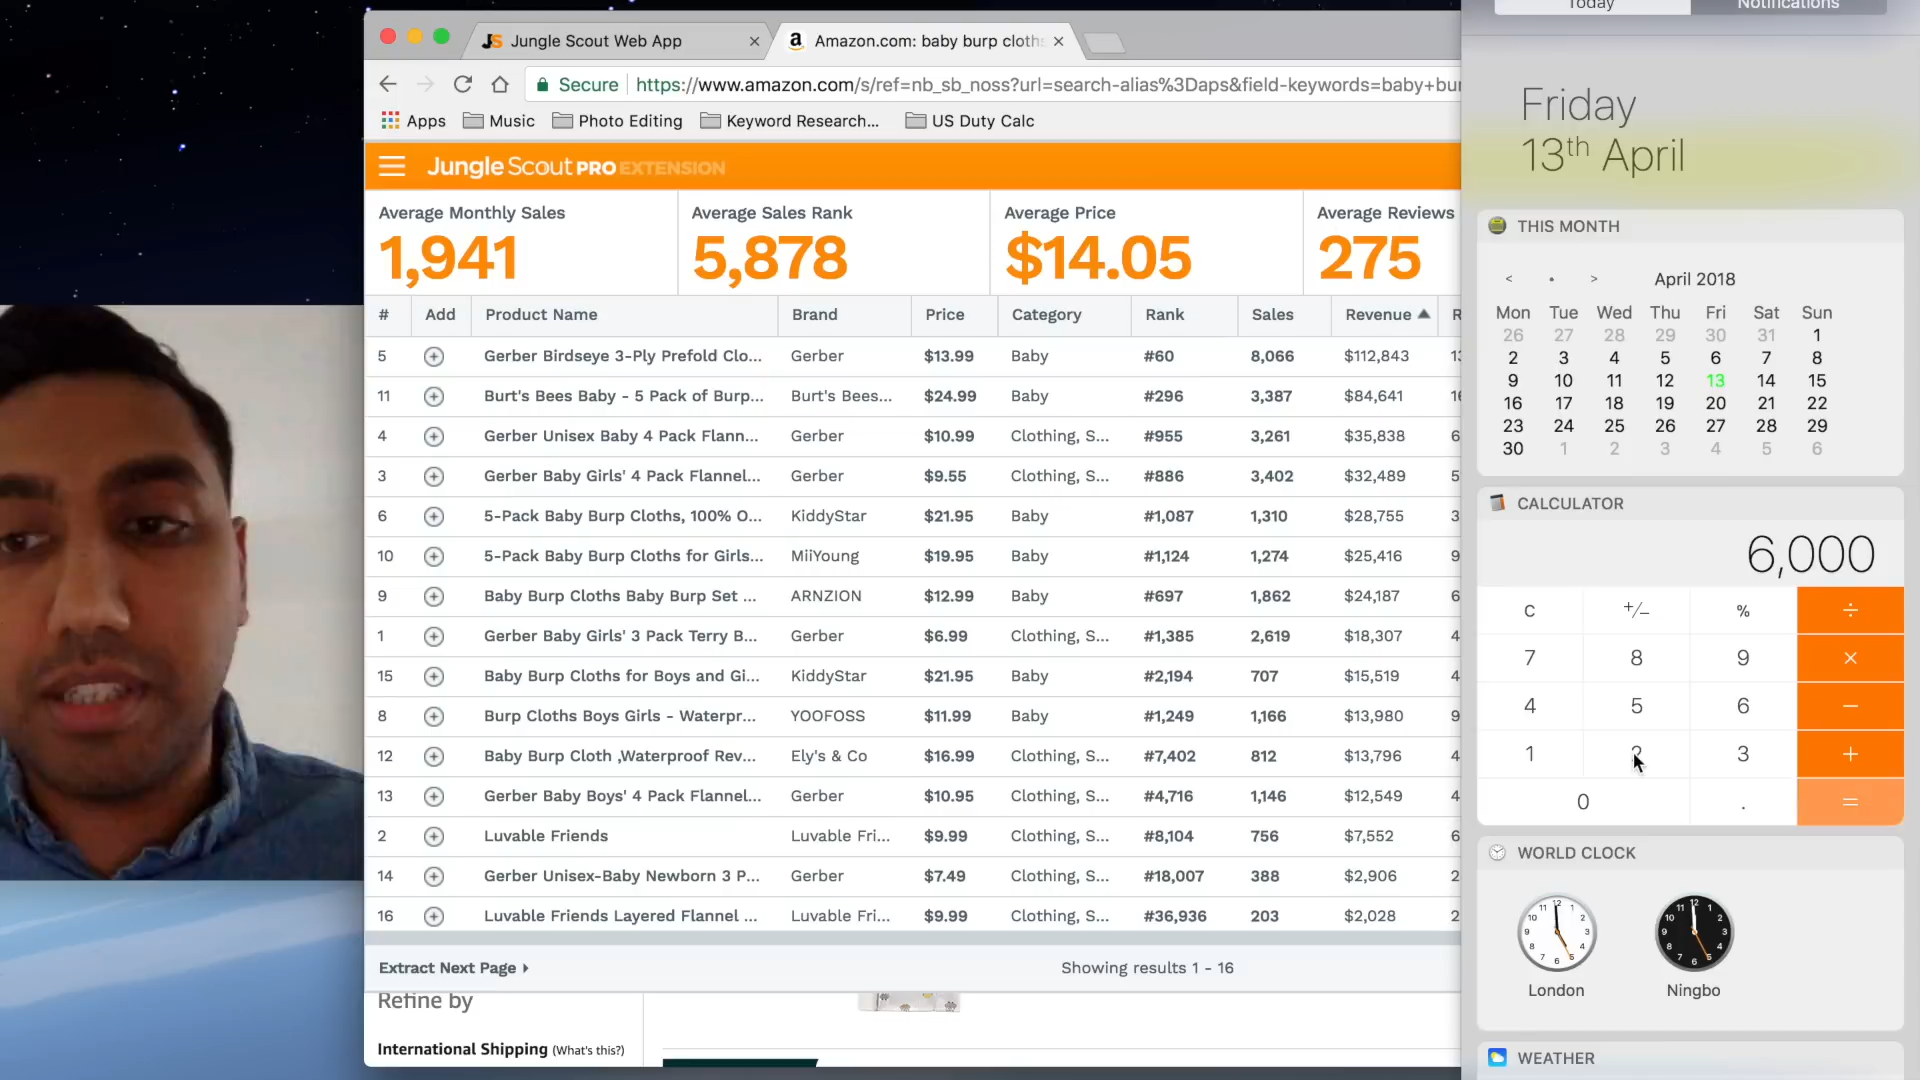 Today Notifications
Jungle Scout Web App
Amazon.com: baby burp cloth
Secure https://www.amazon.com/s/ref=nb_sb_noss?url=search-alias%3Daps&field-keywords=baby+bu
Apps Music Photo Editing Keyword Research... US Duty Calc
Jungle Scout PRO EXTENSION
Average Monthly Sales
1,941
Average Sales Rank
5,878
Average Price
$14.05
Average Reviews
275
# Add Product Name Brand Price Category Rank Sales Revenue
5 Gerber Birdseye 3-Ply Prefold Clo... Gerber $13.99 Baby #60 8,066 $112,843
11 Burt's Bees Baby - 5 Pack of Burp... Burt's Bees... $24.99 Baby #296 3,387 $84,641
4 Gerber Unisex Baby 4 Pack Flann... Gerber $10.99 Clothing, S... #955 3,261 $35,838
3 Gerber Baby Girls' 4 Pack Flannel... Gerber $9.55 Clothing, S... #886 3,402 $32,489
6 5-Pack Baby Burp Cloths, 100% O... KiddyStar $21.95 Baby #1,087 1,310 $28,755
10 5-Pack Baby Burp Cloths for Girls... MiiYoung $19.95 Baby #1,124 1,274 $25,416
9 Baby Burp Cloths Baby Burp Set ... ARNZION $12.99 Baby #697 1,862 $24,187
1 Gerber Baby Girls' 3 Pack Terry B... Gerber $6.99 Clothing, S... #1,385 2,619 $18,307
15 Baby Burp Cloths for Boys and Gi... KiddyStar $21.95 Baby #2,194 707 $15,519
8 Burp Cloths Boys Girls - Waterpr... YOOFOSS $11.99 Baby #1,249 1,166 $13,980
12 Baby Burp Cloth ,Waterproof Rev... Ely's & Co $16.99 Clothing, S... #7,402 812 $13,796
13 Gerber Baby Boys' 4 Pack Flannel... Gerber $10.95 Clothing, S... #4,716 1,146 $12,549
2 Luvable Friends Luvable Fri... $9.99 Clothing, S... #8,104 756 $7,552
14 Gerber Unisex-Baby Newborn 3 P... Gerber $7.49 Clothing, S... #18,007 388 $2,906
16 Luvable Friends Layered Flannel ... Luvable Fri... $9.99 Clothing, S... #36,936 203 $2,028
Extract Next Page Showing results 1 - 16
Refine by
International Shipping (What's this?)
Friday
13th April
THIS MONTH
< • > April 2018
Mon Tue Wed Thu Fri Sat Sun
26 27 28 29 30 31 1
2 3 4 5 6 7 8
9 10 11 12 13 14 15
16 17 18 19 20 21 22
23 24 25 26 27 28 29
30 1 2 3 4 5 6
CALCULATOR
6,000
C +/- % ÷
7 8 9 ×
4 5 6 −
1 2 3 +
0 . =
WORLD CLOCK
London Ningbo
WEATHER